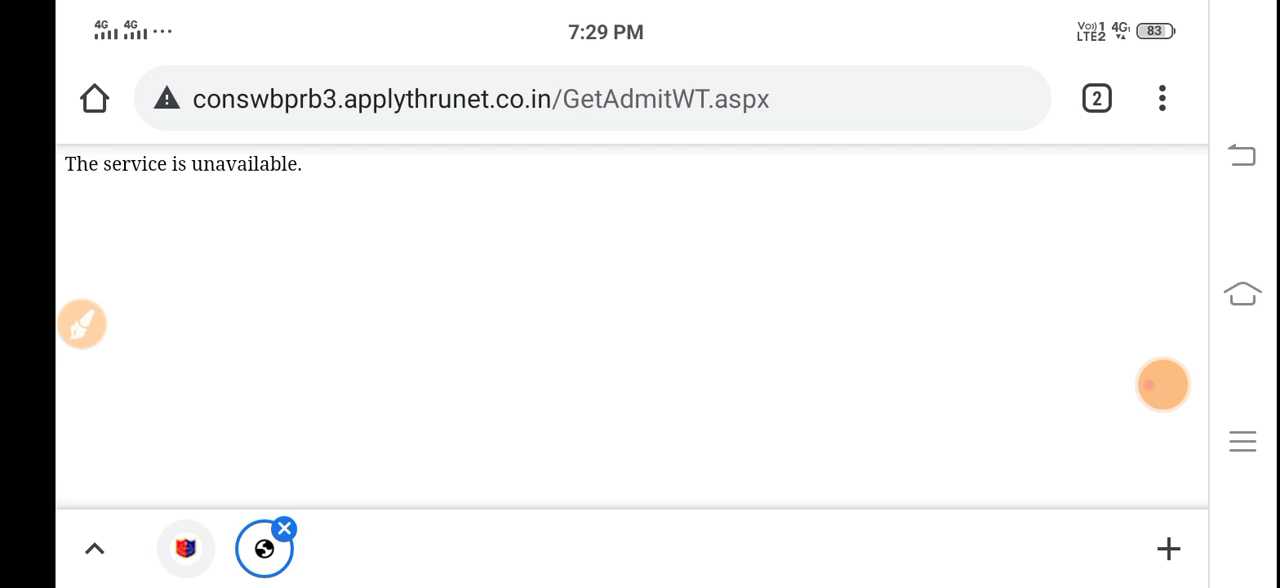 4G 4G ...
7:29 PM
Vo)) 1
LTE2
4G
83
conswbprb3.applythrunet.co.in/GetAdmitWT.aspx
2
The service is unavailable.